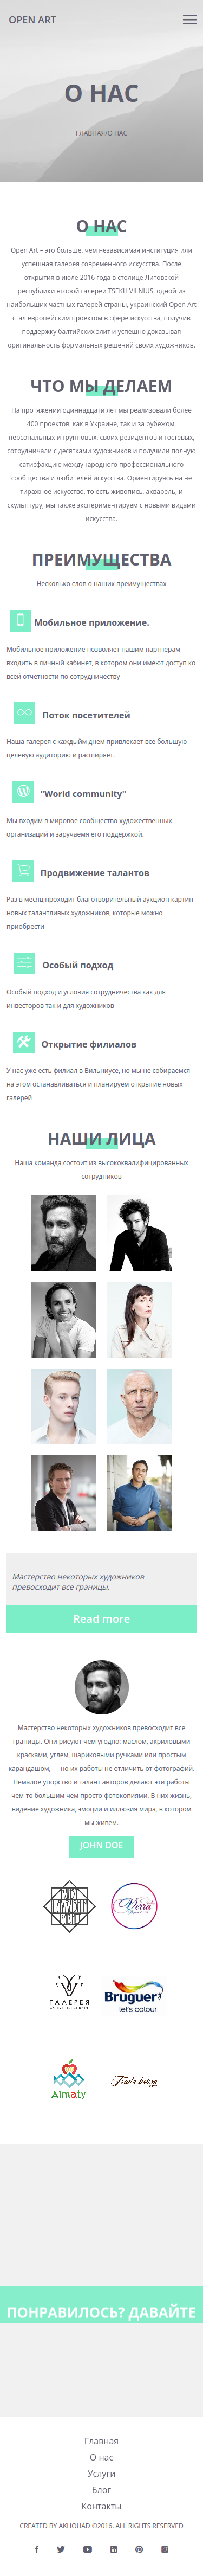 OPEN ART
О НАС
ГЛАВНАЯ/О НАС
О НАС
Open Art – это больше, чем независимая институция или
успешная галерея современного искусства. После
открытия в июле 2016 года в столице Литовской
республики второй галереи TSEKH VILNIUS, одной из
наибольших частных галерей страны, украинский Open Art
стал европейским проектом в сфере искусства, получив
поддержку балтийских элит и успешно доказывая
оригинальность формальных решений своих художников.
ЧТО МЫ ДЕЛАЕМ
На протяжении одиннадцати лет мы реализовали более
400 проектов, как в Украине, так и за рубежом,
персональных и групповых, своих резидентов и гостевых,
сотрудничали с десятками художников и получили полную
сатисфакцию международного профессионального
сообщества и любителей искусства. Ориентируясь на не
тиражное искусство, то есть живопись, акварель, и
скульптуру, мы также экспериментируем с новыми видами
искусства.
ПРЕИМУЩЕСТВА
Несколько слов о наших преимуществах
Мобильное приложение.
Мобильное приложение позволяет нашим партнерам
входить в личный кабинет, в котором они имеют доступ ко
всей отчетности по сотрудничеству
Поток посетителей
Наша галерея с каждыйм днем привлекает все большую
целевую аудиторию и расширяет.
"World community"
Мы входим в мировое сообщество художественных
организаций и заручаемя его поддержкой.
Продвижение талантов
Раз в месяц проходит благотворительный аукцион картин
новых талантливых художников, которые можно
приобрести
Особый подход
Особый подход и условия сотрудничества как для
инвесторов так и для художников
Открытие филиалов
У нас уже есть филиал в Вильниусе, но мы не собираемся
на этом останавливаться и планируем открытие новых
галерей
НАШИ ЛИЦА
Наша команда состоит из высококвалифицированных
сотрудников
Мастерство некоторых художников
превосходит все границы.
Read more
Мастерство некоторых художников превосходит все
границы. Они рисуют чем угодно: маслом, акриловыми
красками, углем, шариковыми ручками или простым
карандашом, — но их работы не отличить от фотографий.
Немалое упорство и талант авторов делают эти работы
чем-то большим чем просто фотокопиями. В них жизнь,
видение художника, эмоции и иллюзия мира, в котором
мы живем.
JOHN DOE
Verra
ГАЛЕРЕЯ
Bruguer
let's colour
Almaty
ПОНРАВИЛОСЬ? ДАВАЙТЕ
Главная
О нас
Услуги
Блог
Контакты
CREATED BY AKHOUAD ©2016. ALL RIGHTS RESERVED